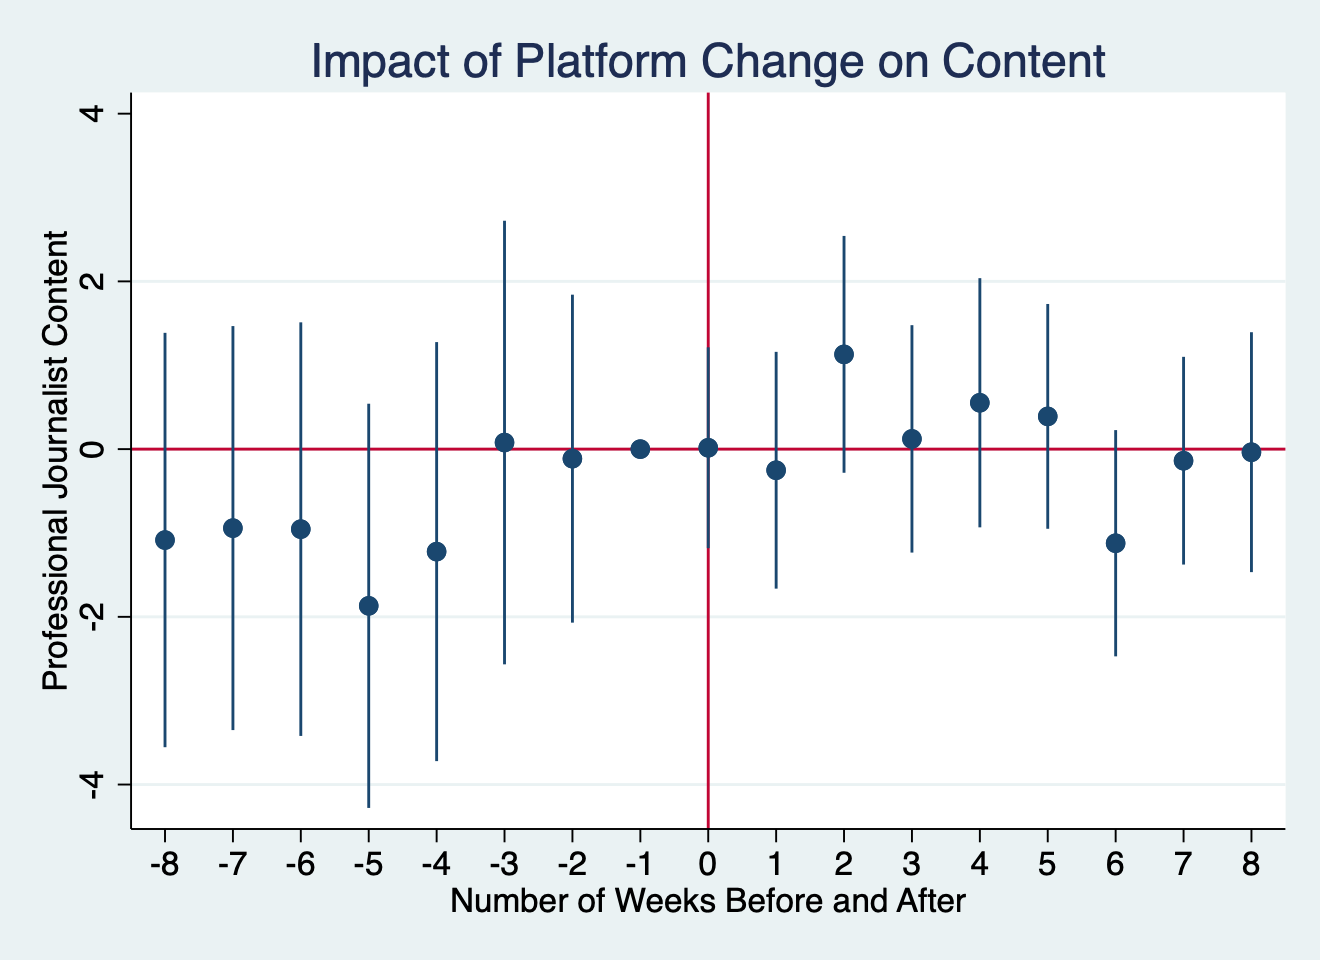 Impact of Platform Change on Content
Professional Journalist Content
4
2
0
-2
-4
-8 -7 -6 -5 -4 -3 -2 -1 0 1 2 3 4 5 6 7 8
Number of Weeks Before and After